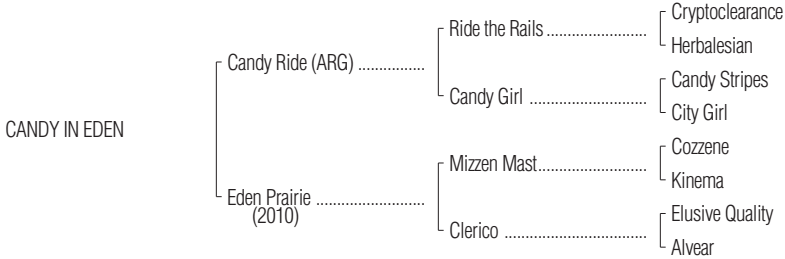 Cryptoclearance
Ride the Rails ........................
Herbalesian
Candy Ride (ARG) ................
Candy Stripes
Candy Girl ............................
City Girl
CANDY IN EDEN
Cozzene
Mizzen Mast..........................
Kinema
Eden Prairie ..........................
(2010)
Elusive Quality
Clerico ..................................
Alvear